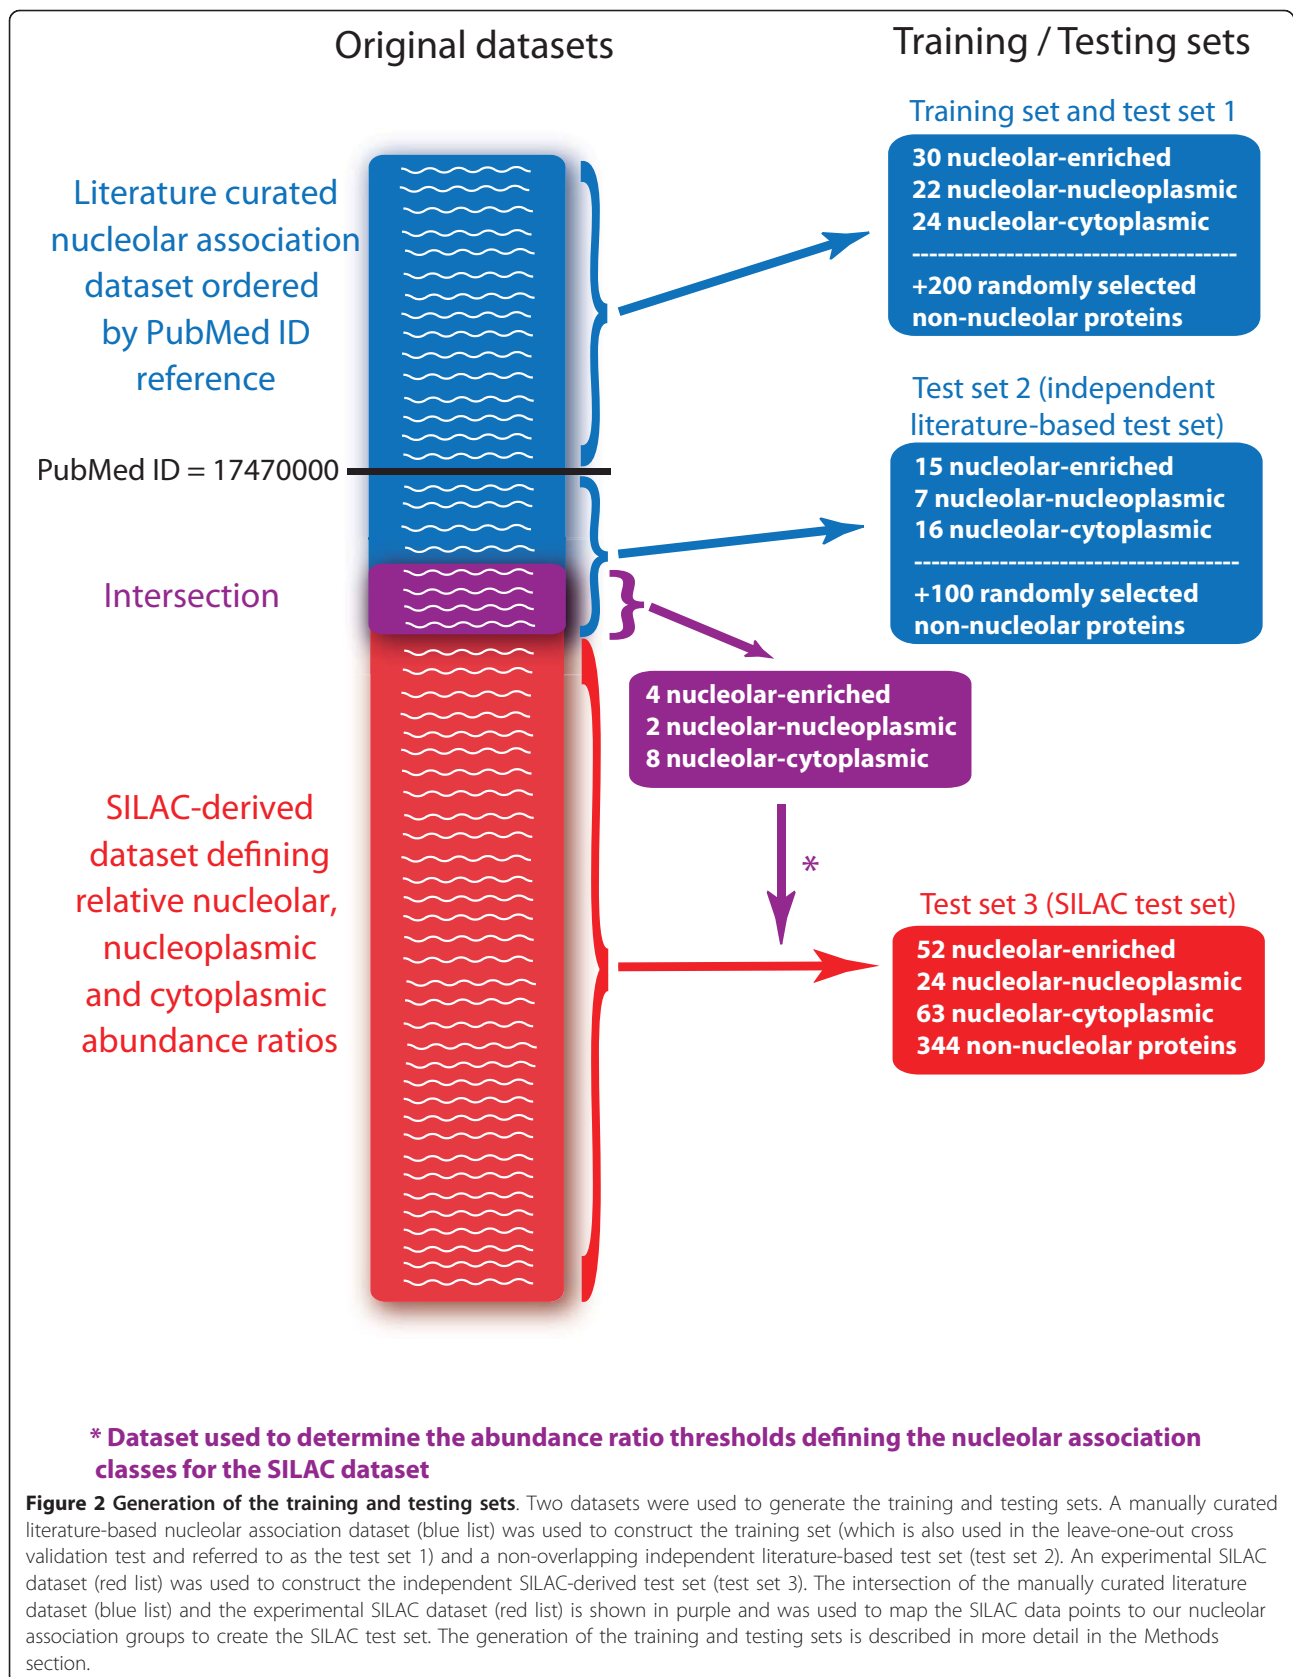 Original datasets
Training / Testing sets
Literature curated
nucleolar association
dataset ordered
by PubMed ID
reference
PubMed ID = 17470000
Intersection
SILAC-derived
dataset defining
relative nucleolar,
nucleoplasmic
and cytoplasmic
abundance ratios
Training set and test set 1
30 nucleolar-enriched
22 nucleolar-nucleoplasmic
24 nucleolar-cytoplasmic
--------------------------------------
+200 randomly selected
non-nucleolar proteins
Test set 2 (independent
literature-based test set)
15 nucleolar-enriched
7 nucleolar-nucleoplasmic
16 nucleolar-cytoplasmic
--------------------------------------
+100 randomly selected
non-nucleolar proteins
4 nucleolar-enriched
2 nucleolar-nucleoplasmic
8 nucleolar-cytoplasmic
*
Test set 3 (SILAC test set)
52 nucleolar-enriched
24 nucleolar-nucleoplasmic
63 nucleolar-cytoplasmic
344 non-nucleolar proteins
* Dataset used to determine the abundance ratio thresholds defining the nucleolar association
classes for the SILAC dataset
Figure 2 Generation of the training and testing sets. Two datasets were used to generate the training and testing sets. A manually curated
literature-based nucleolar association dataset (blue list) was used to construct the training set (which is also used in the leave-one-out cross
validation test and referred to as the test set 1) and a non-overlapping independent literature-based test set (test set 2). An experimental SILAC
dataset (red list) was used to construct the independent SILAC-derived test set (test set 3). The intersection of the manually curated literature
dataset (blue list) and the experimental SILAC dataset (red list) is shown in purple and was used to map the SILAC data points to our nucleolar
association groups to create the SILAC test set. The generation of the training and testing sets is described in more detail in the Methods
section.